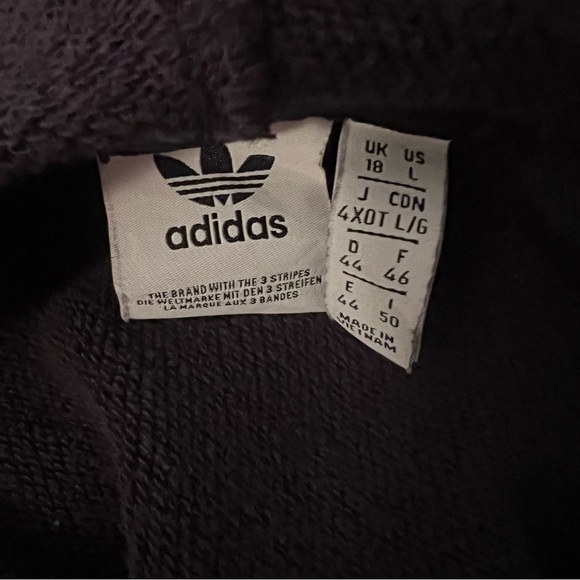 adidas
THE BRAND WITH THE 3 STRIPES
DIE WELTMARKE MIT DEN 3 STREIFEN
LA MARQUE AUX 3 BANDES
UK US
18 L
J CDN
4XOT L/G
D F
44 46
E I
44 50
MADE IN
VIETNAM